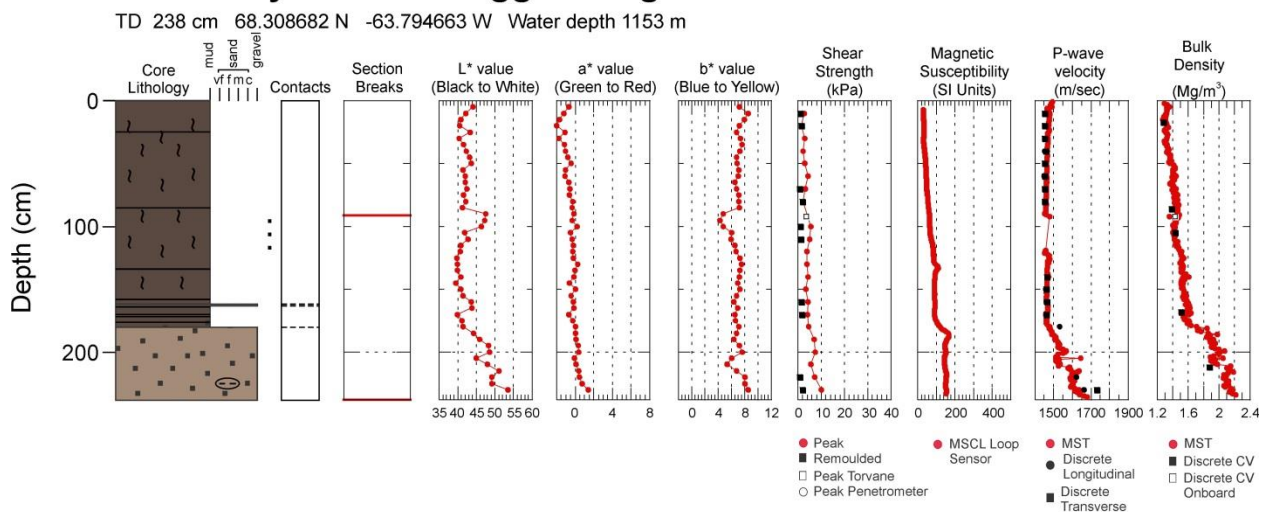 TD 238 cm 68.308682 N -63.794663 W Water depth 1153 m
mud
sand
gravel
vf f m c
Core
Lithology
Contacts
Section
Breaks
L* value
(Black to White)
a* value
(Green to Red)
b* value
(Blue to Yellow)
Shear
Strength
(kPa)
Magnetic
Susceptibility
(SI Units)
P-wave
velocity
(m/sec)
Bulk
Density
(Mg/m³)
Depth (cm)
0
100
200
35 40 45 50 55 60
0 4 8
0 4 8 12
0 10 20 30 40
0 200 400
1500 1700 1900
1.2 1.6 2 2.4
Peak
Remoulded
Peak Torvane
Peak Penetrometer
MSCL Loop
Sensor
MST
Discrete
Longitudinal
Discrete
Transverse
MST
Discrete CV
Discrete CV
Onboard